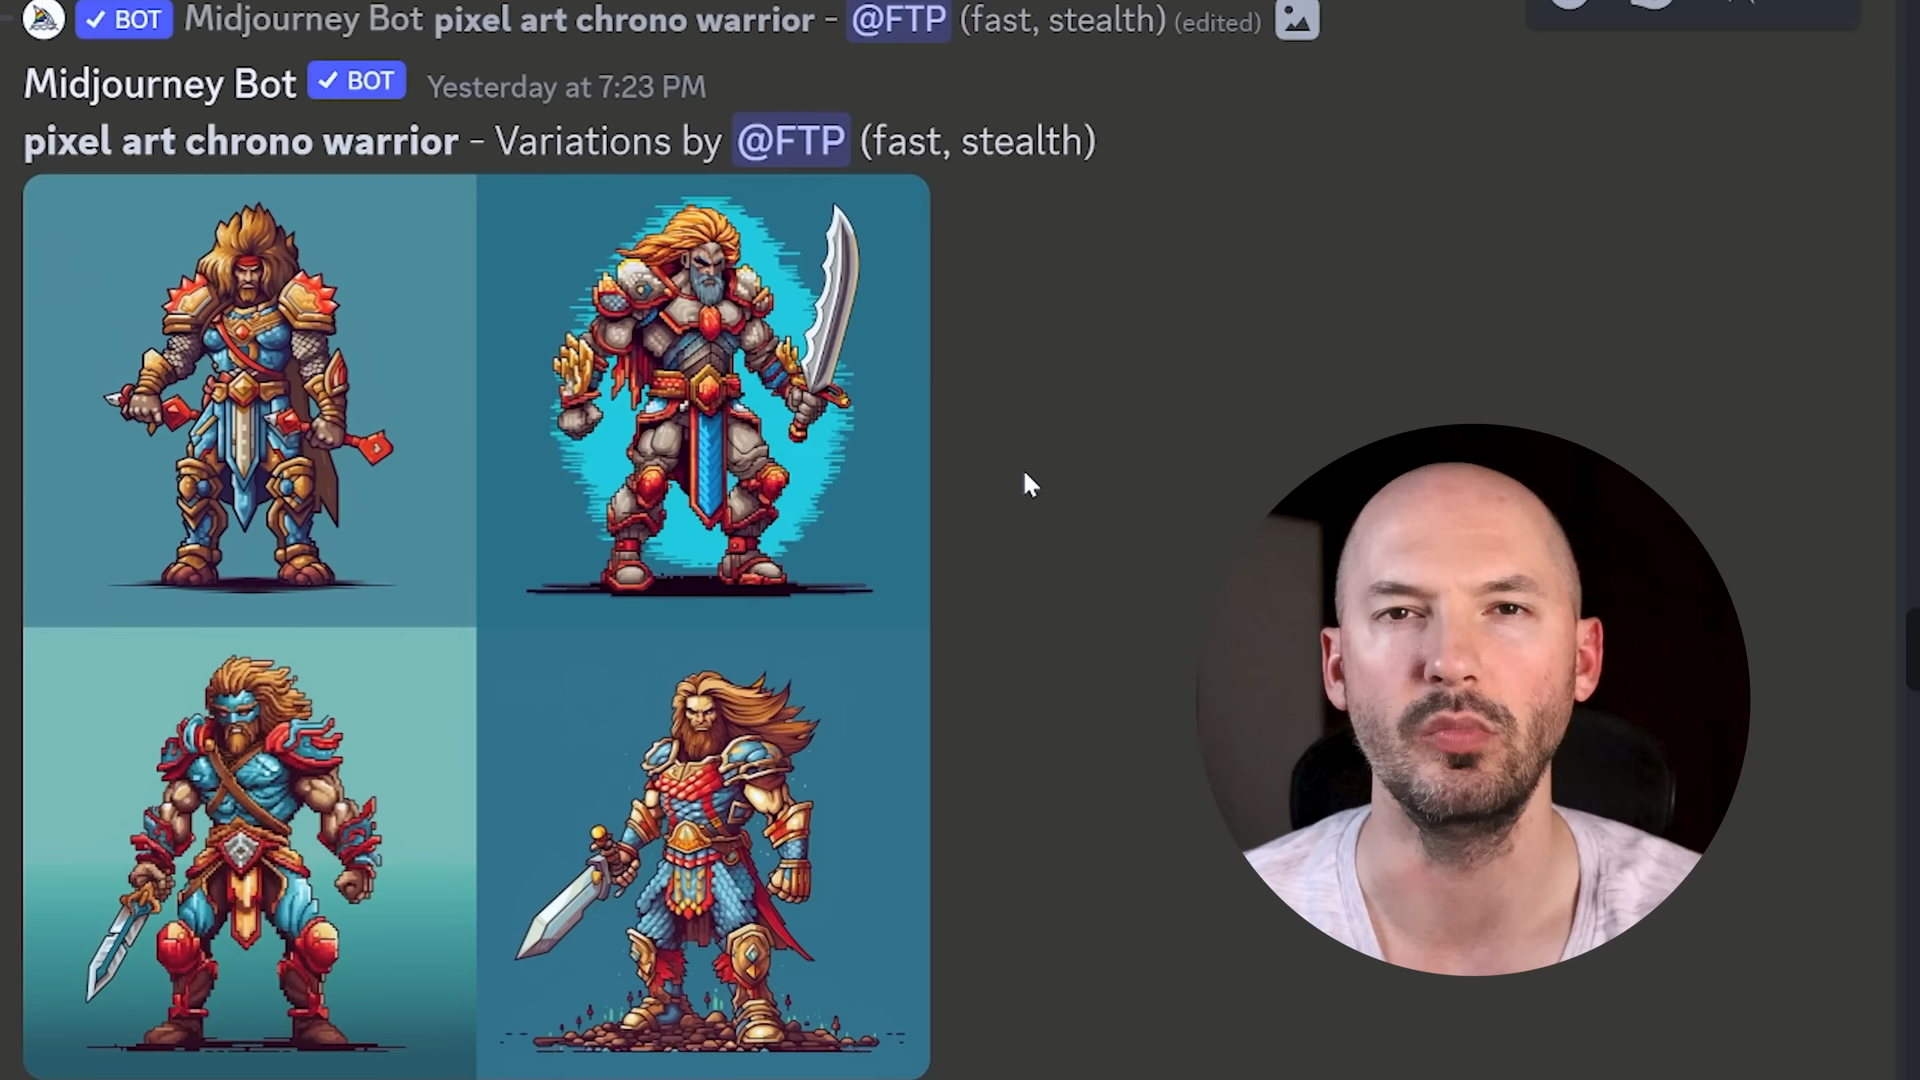 ✓ BOT Midjourney Bot pixel art chrono warrior - @FTP (fast, stealth) (edited)
Midjourney Bot ✓ BOT Yesterday at 7:23 PM
pixel art chrono warrior - Variations by @FTP (fast, stealth)